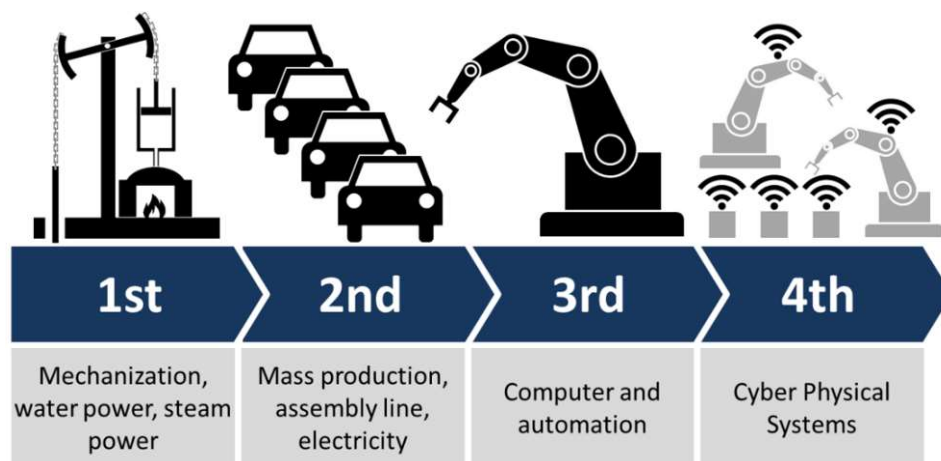 1st
2nd
3rd
4th
Mechanization,
water power, steam
power
Mass production,
assembly line,
electricity
Computer and
automation
Cyber Physical
Systems